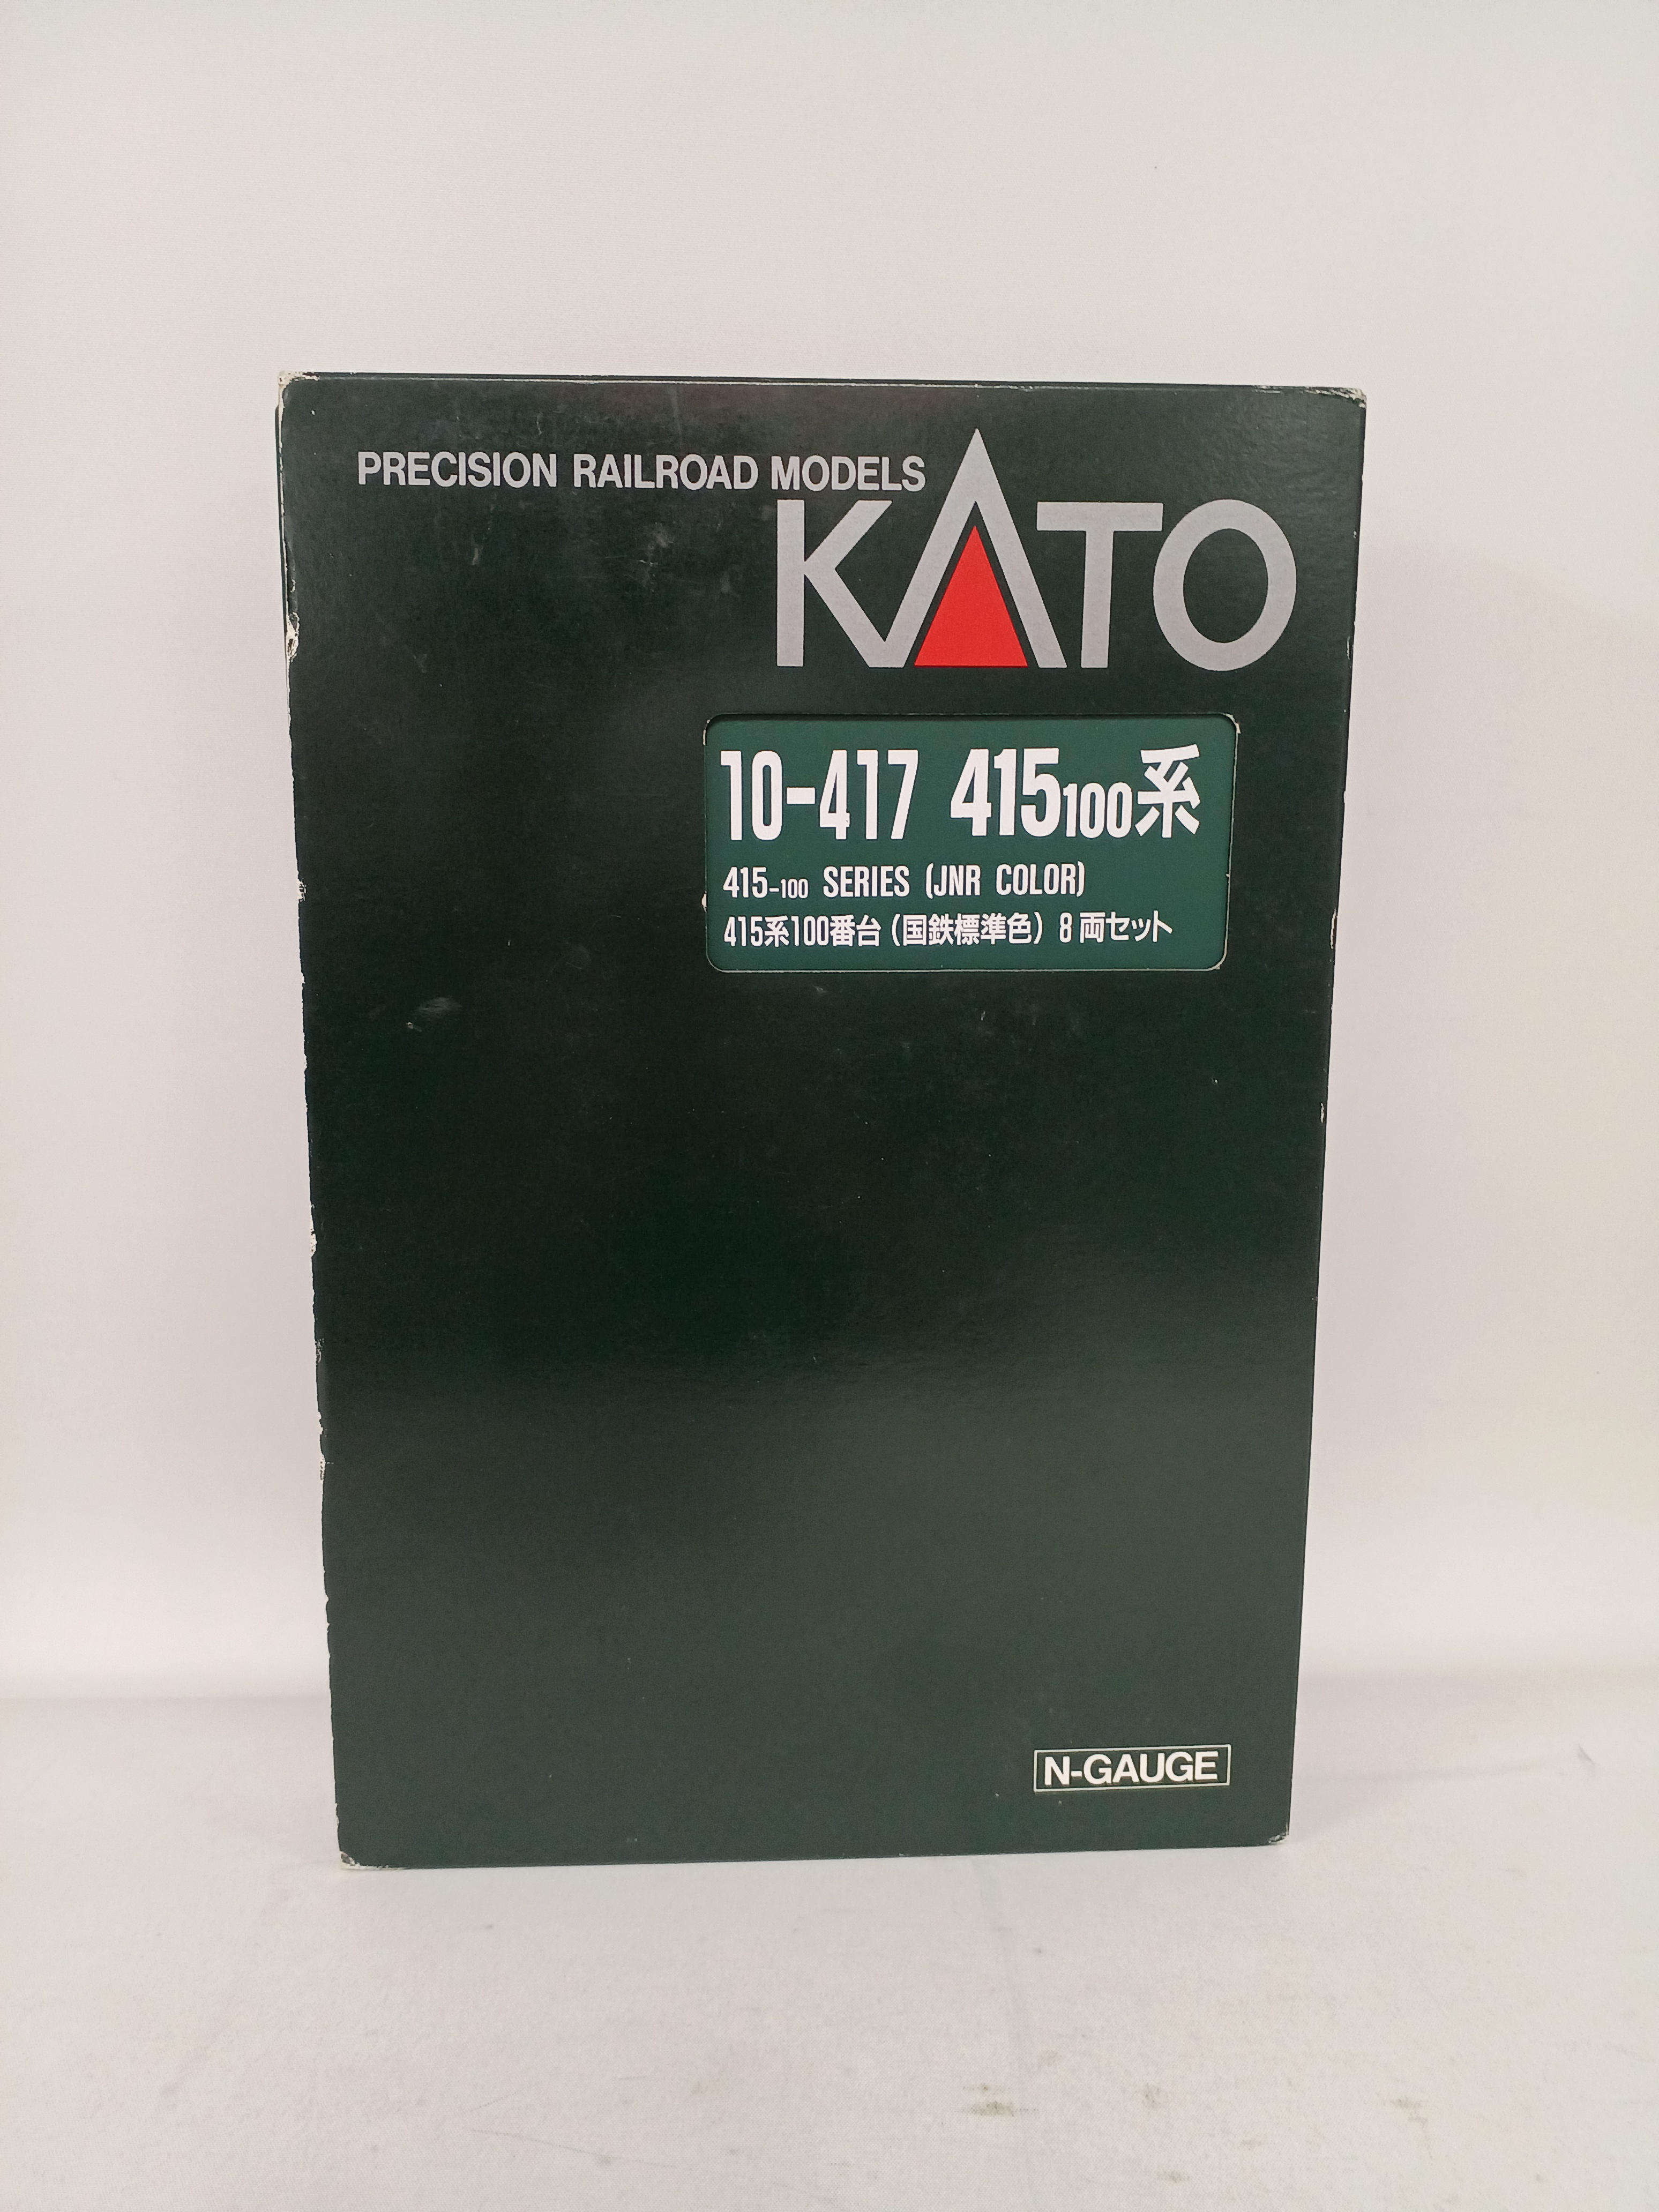 PRECISION RAILROAD MODELS
KATO
10-417 415100系
415-100 SERIES (JNR COLOR)
415系100番台(国鉄標準色) 8両セット
N-GAUGE